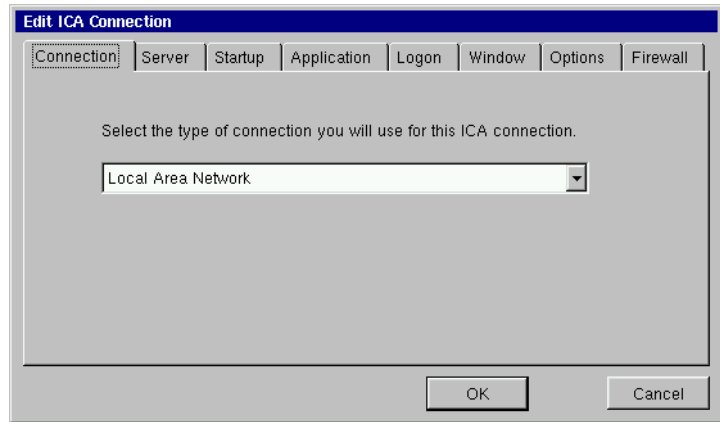 Edit ICA Connection
Connection Server Startup Application Logon Window Options Firewall
Select the type of connection you will use for this ICA connection.
Local Area Network
OK Cancel